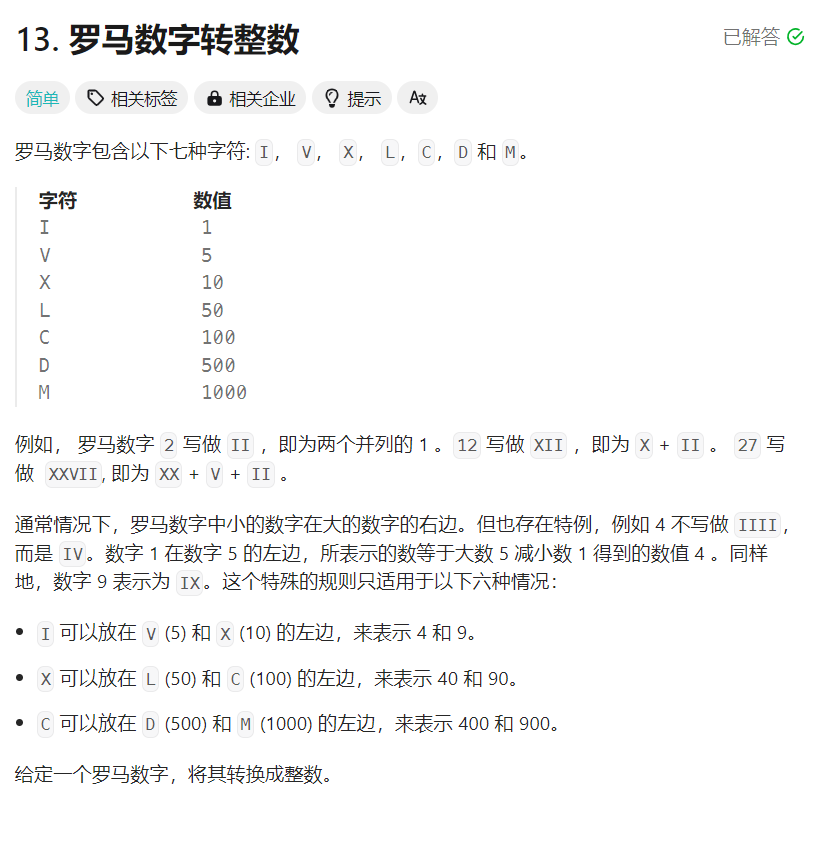 13. 罗马数字转整数
已解答
简单 相关标签 相关企业 提示
罗马数字包含以下七种字符: I, V, X, L, C, D 和 M。
字符 数值
I 1
V 5
X 10
L 50
C 100
D 500
M 1000
例如, 罗马数字 2 写做 II ,即为两个并列的 1 。12 写做 XII ,即为 X + II 。 27 写
做 XXVII, 即为 XX + V + II 。
通常情况下,罗马数字中小的数字在大的数字的右边。但也存在特例,例如 4 不写做 IIII,
而是 IV。数字 1 在数字 5 的左边,所表示的数等于大数 5 减小数 1 得到的数值 4 。同样
地,数字 9 表示为 IX。这个特殊的规则只适用于以下六种情况:
• I 可以放在 V (5) 和 X (10) 的左边,来表示 4 和 9。
• X 可以放在 L (50) 和 C (100) 的左边,来表示 40 和 90。
• C 可以放在 D (500) 和 M (1000) 的左边,来表示 400 和 900。
给定一个罗马数字,将其转换成整数。